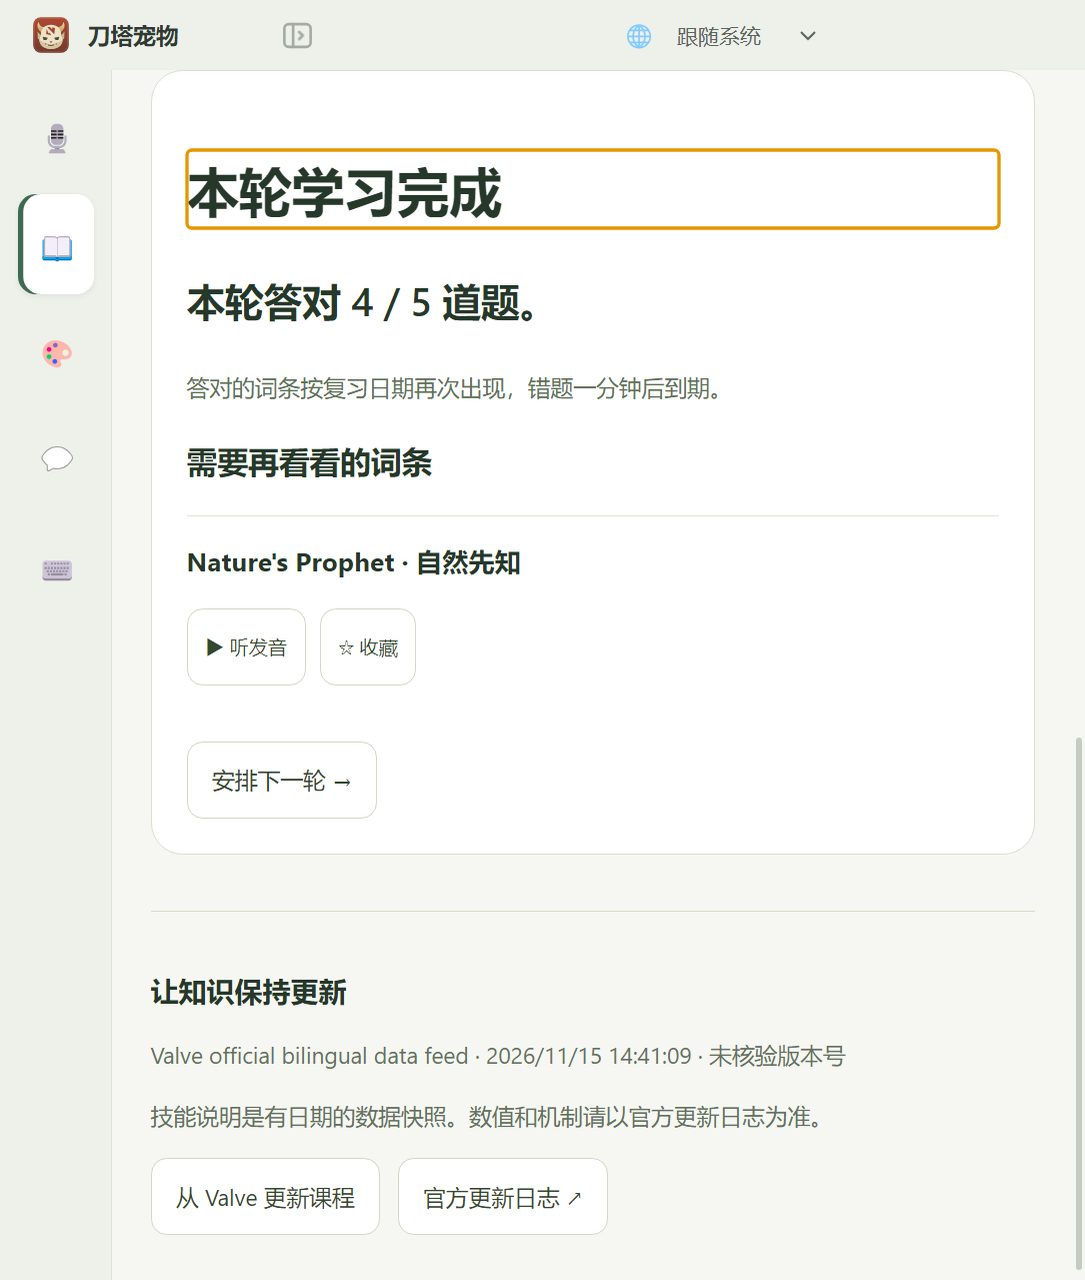 刀塔宠物
跟随系统
本轮学习完成
本轮答对 4 / 5 道题。
答对的词条按复习日期再次出现，错题一分钟后到期。
需要再看看的词条
Nature's Prophet · 自然先知
▶ 听发音
☆ 收藏
安排下一轮 →
让知识保持更新
Valve official bilingual data feed · 2026/11/15 14:41:09 · 未核验版本号
技能说明是有日期的数据快照。数值和机制请以官方更新日志为准。
从 Valve 更新课程
官方更新日志 ↗